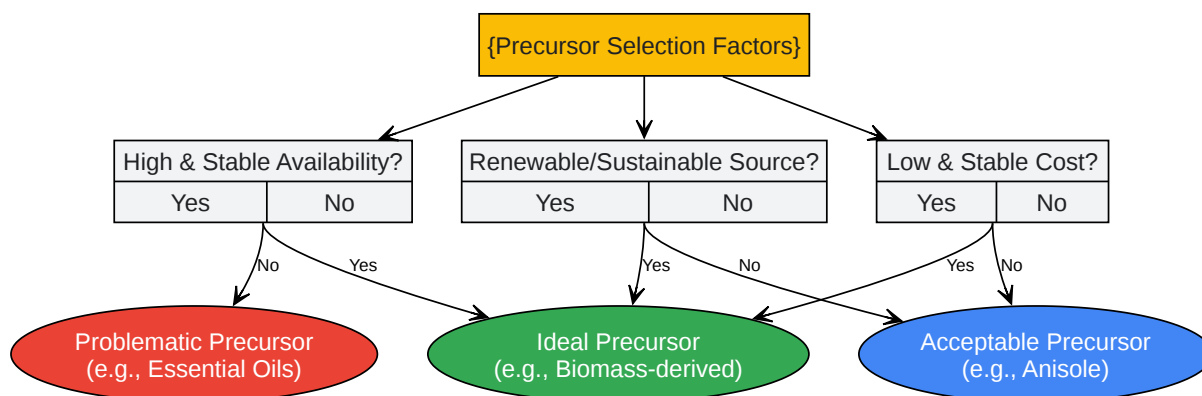 {Precursor Selection Factors}
High & Stable Availability?
Yes
No
Renewable/Sustainable Source?
Yes
No
Low & Stable Cost?
Yes
No
No
Yes
Yes
No
Yes
No
Problematic Precursor
(e.g., Essential Oils)
Ideal Precursor
(e.g., Biomass-derived)
Acceptable Precursor
(e.g., Anisole)